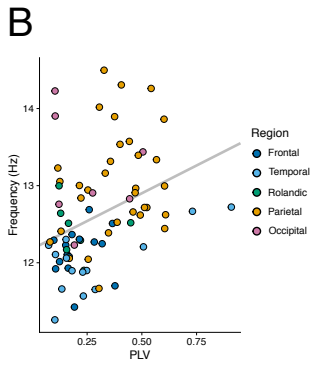 B
Frequency (Hz)
14
13
12
0.25 0.50 0.75
PLV
Region
Frontal
Temporal
Rolandic
Parietal
Occipital